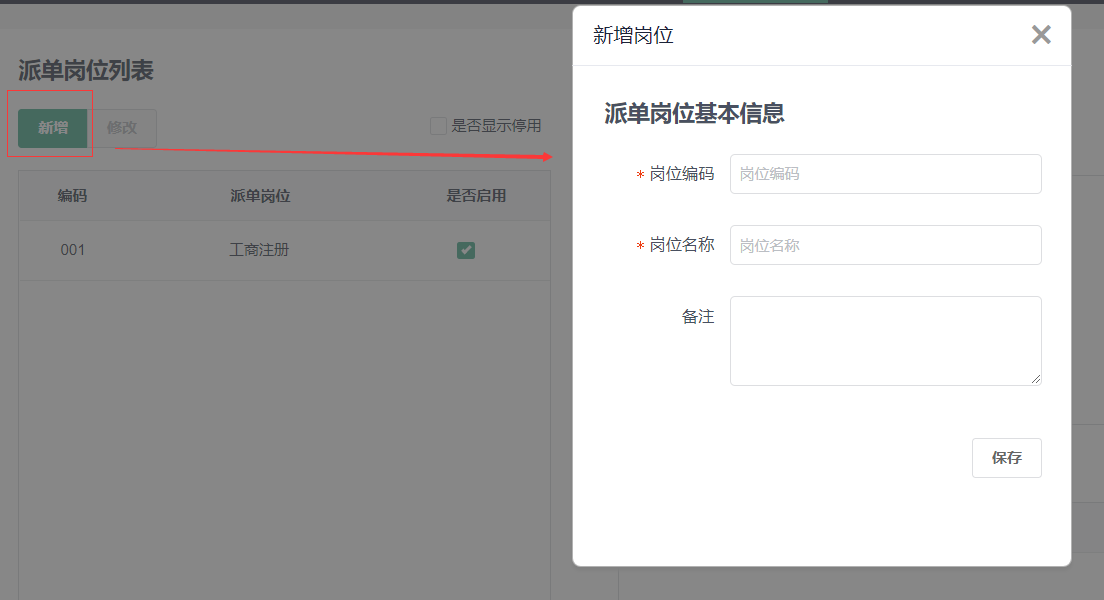 派单岗位列表
新增 修改
是否显示停用
编码 派单岗位 是否启用
001 工商注册
新增岗位
派单岗位基本信息
* 岗位编码 岗位编码
* 岗位名称 岗位名称
备注
保存